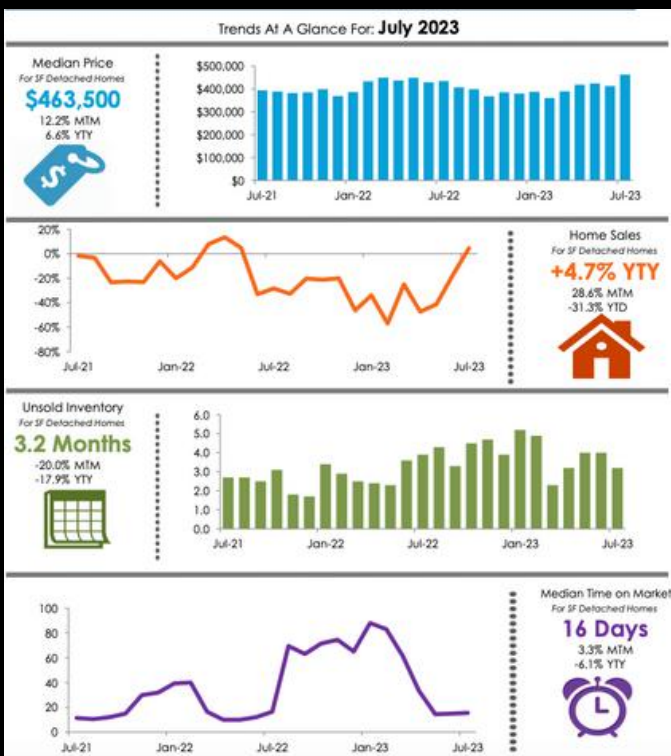 Trends At A Glance For: July 2023
Median Price
For SF Detached Homes
$463,500
12.2% MTM
6.6% YTY
$
$500,000
$400,000
$300,000
$200,000
$100,000
$0
Jul-21 Jan-22 Jul-22 Jan-23 Jul-23
20%
0%
-20%
-40%
-60%
-80%
Jul-21 Jan-22 Jul-22 Jan-23 Jul-23
Home Sales
For SF Detached Homes
+4.7% YTY
28.6% MTM
-31.3% YTD
Unsold Inventory
For SF Detached Homes
3.2 Months
-20.0% MTM
-17.9% YTY
6.0
5.0
4.0
3.0
2.0
1.0
0.0
Jul-21 Jan-22 Jul-22 Jan-23 Jul-23
100
80
60
40
20
0
Jul-21 Jan-22 Jul-22 Jan-23 Jul-23
Median Time on Market
For SF Detached Homes
16 Days
3.3% MTM
-6.1% YTY